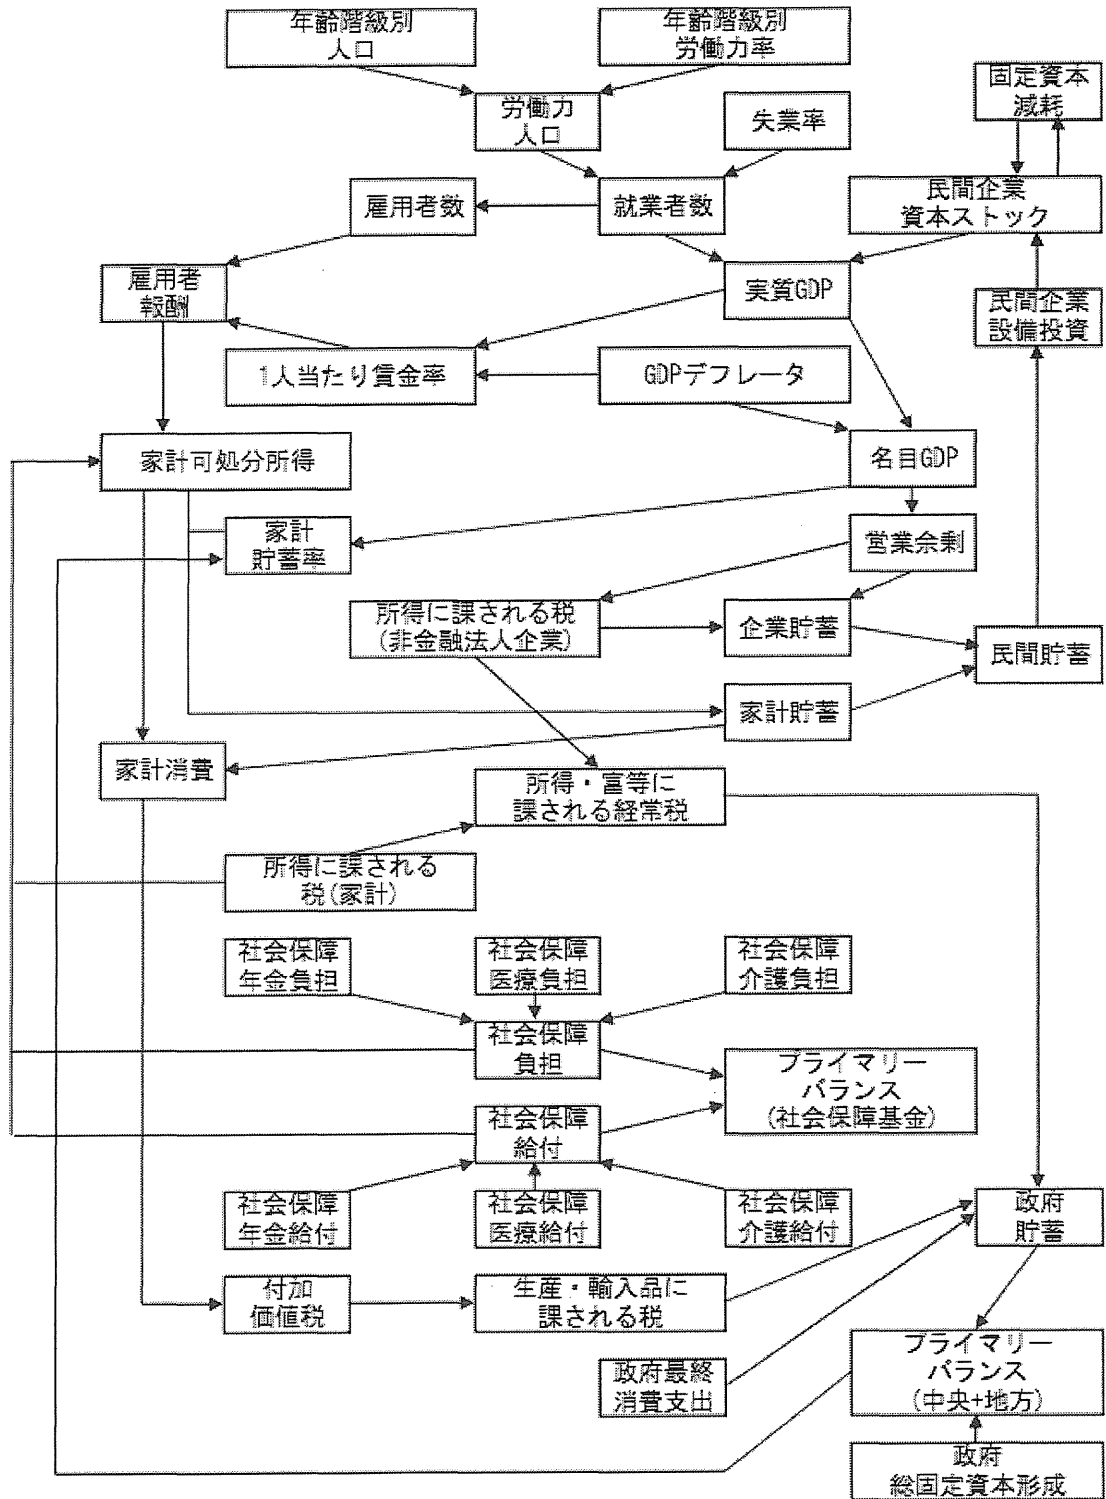 年齢階級別
人口
年齢階級別
労働力率
固定資本
減耗
労働力
人口
失業率
雇用者数
就業者数
民間企業
資本ストック
雇用者
報酬
実質GDP
民間企業
設備投資
1人当たり賃金率
GDPデフレータ
家計可処分所得
名目GDP
家計
貯蓄率
営業余剰
所得に課される税
(非金融法人企業)
企業貯蓄
民間貯蓄
家計貯蓄
家計消費
所得・富等に
課される経常税
所得に課される
税(家計)
社会保障
年金負担
社会保障
医療負担
社会保障
介護負担
社会保障
負担
プライマリー
バランス
(社会保障基金)
社会保障
給付
社会保障
年金給付
社会保障
医療給付
社会保障
介護給付
政府
貯蓄
付加
価値税
生産・輸入品に
課される税
政府最終
消費支出
プライマリー
バランス
(中央+地方)
政府
総固定資本形成